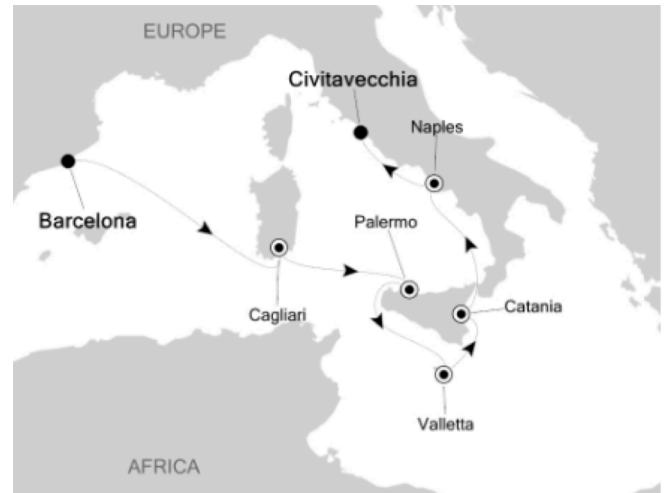 EUROPE
Civitavecchia
Naples
Barcelona
Palermo
Cagliari
Catania
Valletta
AFRICA